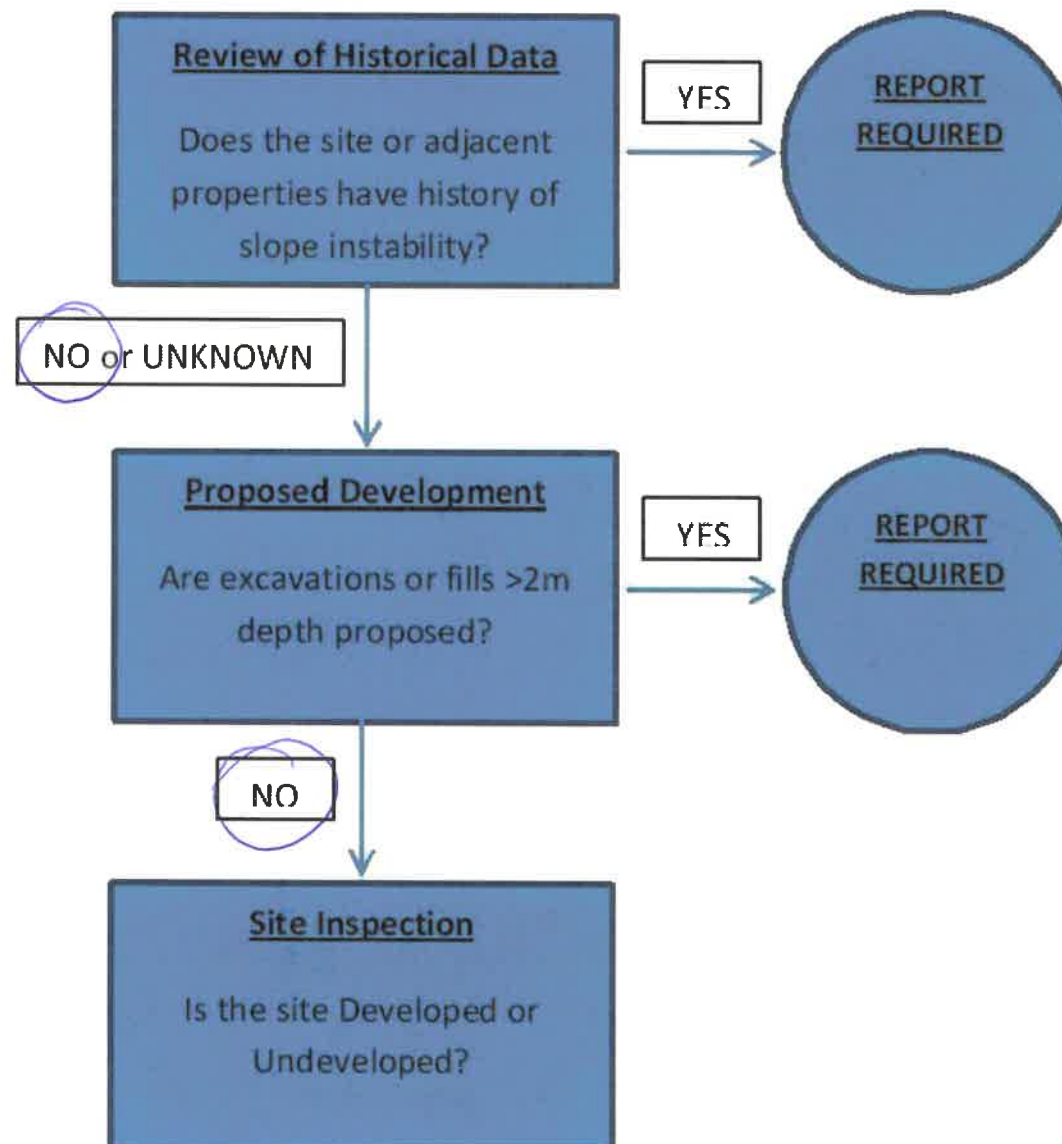 Review of Historical Data
Does the site or adjacent
properties have history of
slope instability?
YES
REPORT
REQUIRED
NO or UNKNOWN
Proposed Development
Are excavations or fills >2m
depth proposed?
YES
REPORT
REQUIRED
NO
Site Inspection
Is the site Developed or
Undeveloped?